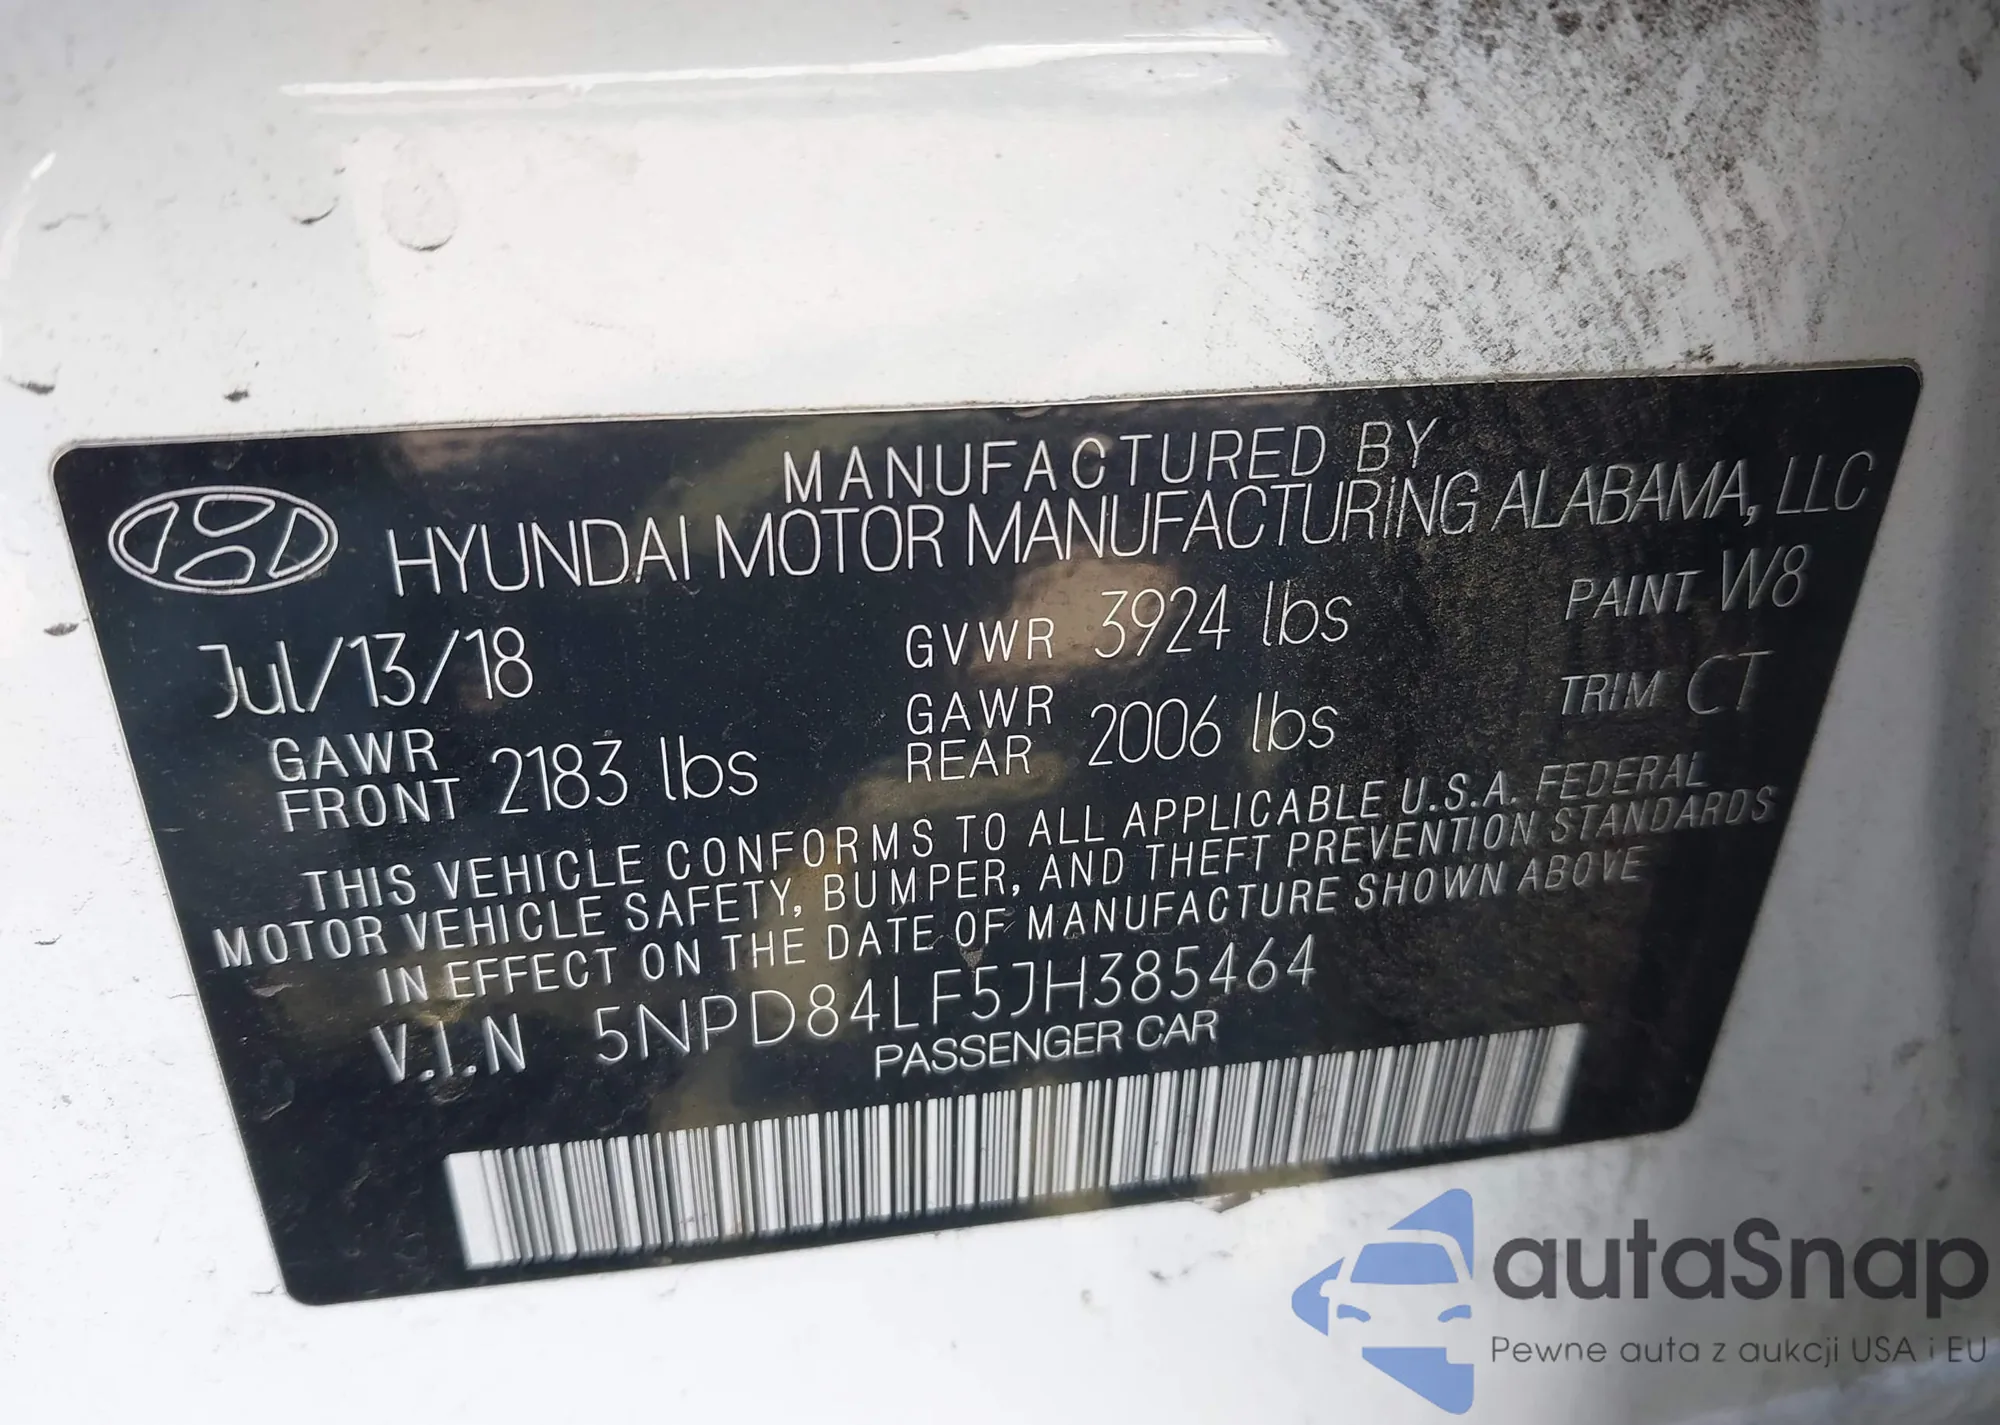 MANUFACTURED BY
HYUNDAI MOTOR MANUFACTURING ALABAMA, LLC
Jul/13/18 GVWR 3924 lbs PAINT W8
GAWR FRONT 2183 lbs GAWR REAR 2006 lbs TRIM CT
THIS VEHICLE CONFORMS TO ALL APPLICABLE U.S.A. FEDERAL
MOTOR VEHICLE SAFETY, BUMPER, AND THEFT PREVENTION STANDARDS
IN EFFECT ON THE DATE OF MANUFACTURE SHOWN ABOVE
V.I.N 5NPD84LF5JH385464
PASSENGER CAR
autaSnap
Pewne auta z aukcji USA i EU